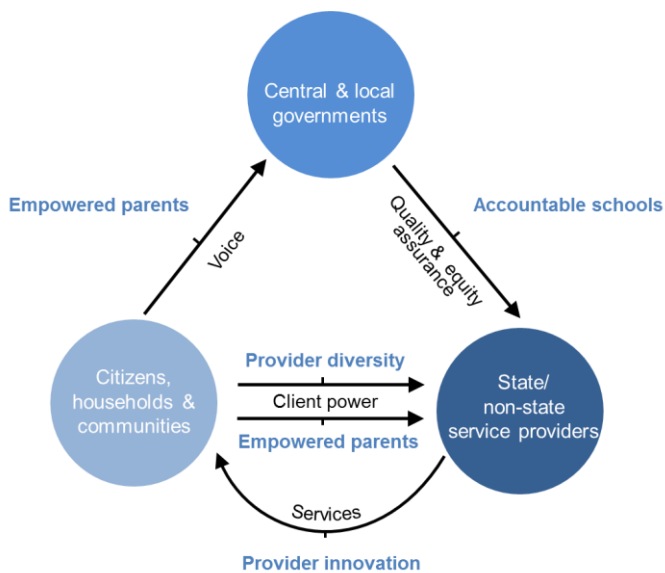 Central & local
governments
Empowered parents
Voice
Quality & equity
assurance
Accountable schools
Citizens,
households &
communities
Provider diversity
Client power
Empowered parents
State/
non-state
service providers
Services
Provider innovation